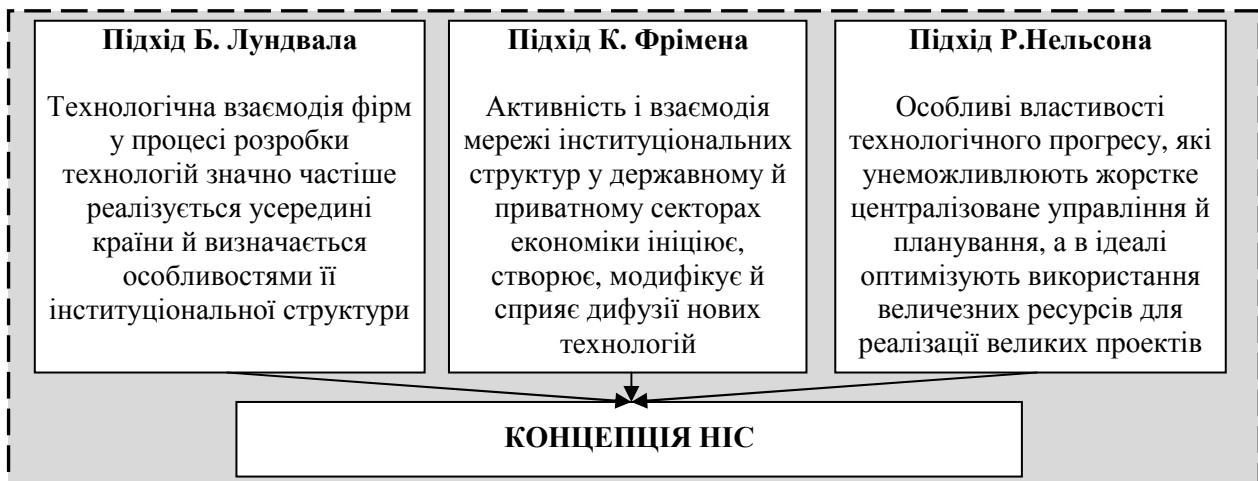 Підхід Б. Лундвала
Технологічна взаємодія фірм
у процесі розробки
технологій значно частіше
реалізується усередині
країни й визначається
особливостями її
інституціональної структури
Підхід К. Фрімена
Активність і взаємодія
мережі інституціональних
структур у державному й
приватному секторах
економіки ініціює,
створює, модифікує й
сприяє дифузії нових
технологій
Підхід Р.Нельсона
Особливі властивості
технологічного прогресу, які
унеможливлюють жорстке
централізоване управління й
планування, а в ідеалі
оптимізують використання
величезних ресурсів для
реалізації великих проектів
КОНЦЕПЦІЯ НІС